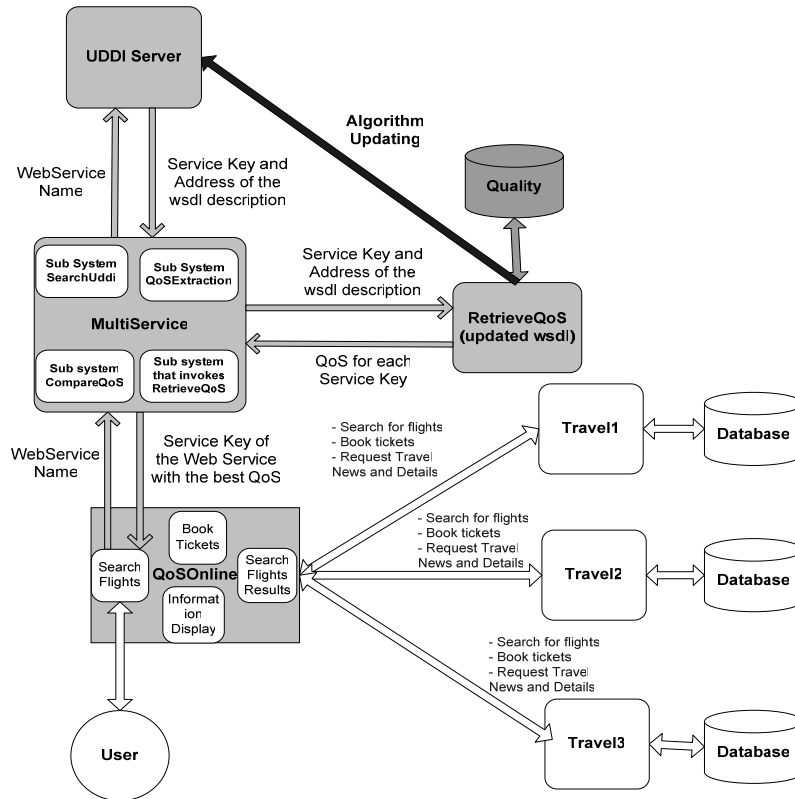 UDDI Server
Algorithm
Updating
Quality
WebService
Name
Service Key and
Address of the
wsdl description
Sub System
SearchUddi
Sub System
QoSExtraction
MultiService
Sub system
CompareQoS
Sub system
that invokes
RetrieveQoS
Service Key and
Address of the
wsdl description
RetrieveQoS
(updated wsdl)
QoS for each
Service Key
WebService
Name
Service Key of
the Web Service
with the best QoS
- Search for flights
- Book tickets
- Request Travel
News and Details
Travel1
Database
Search
Flights
Book
Tickets
QoSOnline
Informat
ion
Display
Search
Flights
Results
- Search for flights
- Book tickets
- Request Travel
News and Details
Travel2
Database
- Search for flights
- Book tickets
- Request Travel
News and Details
Travel3
Database
User